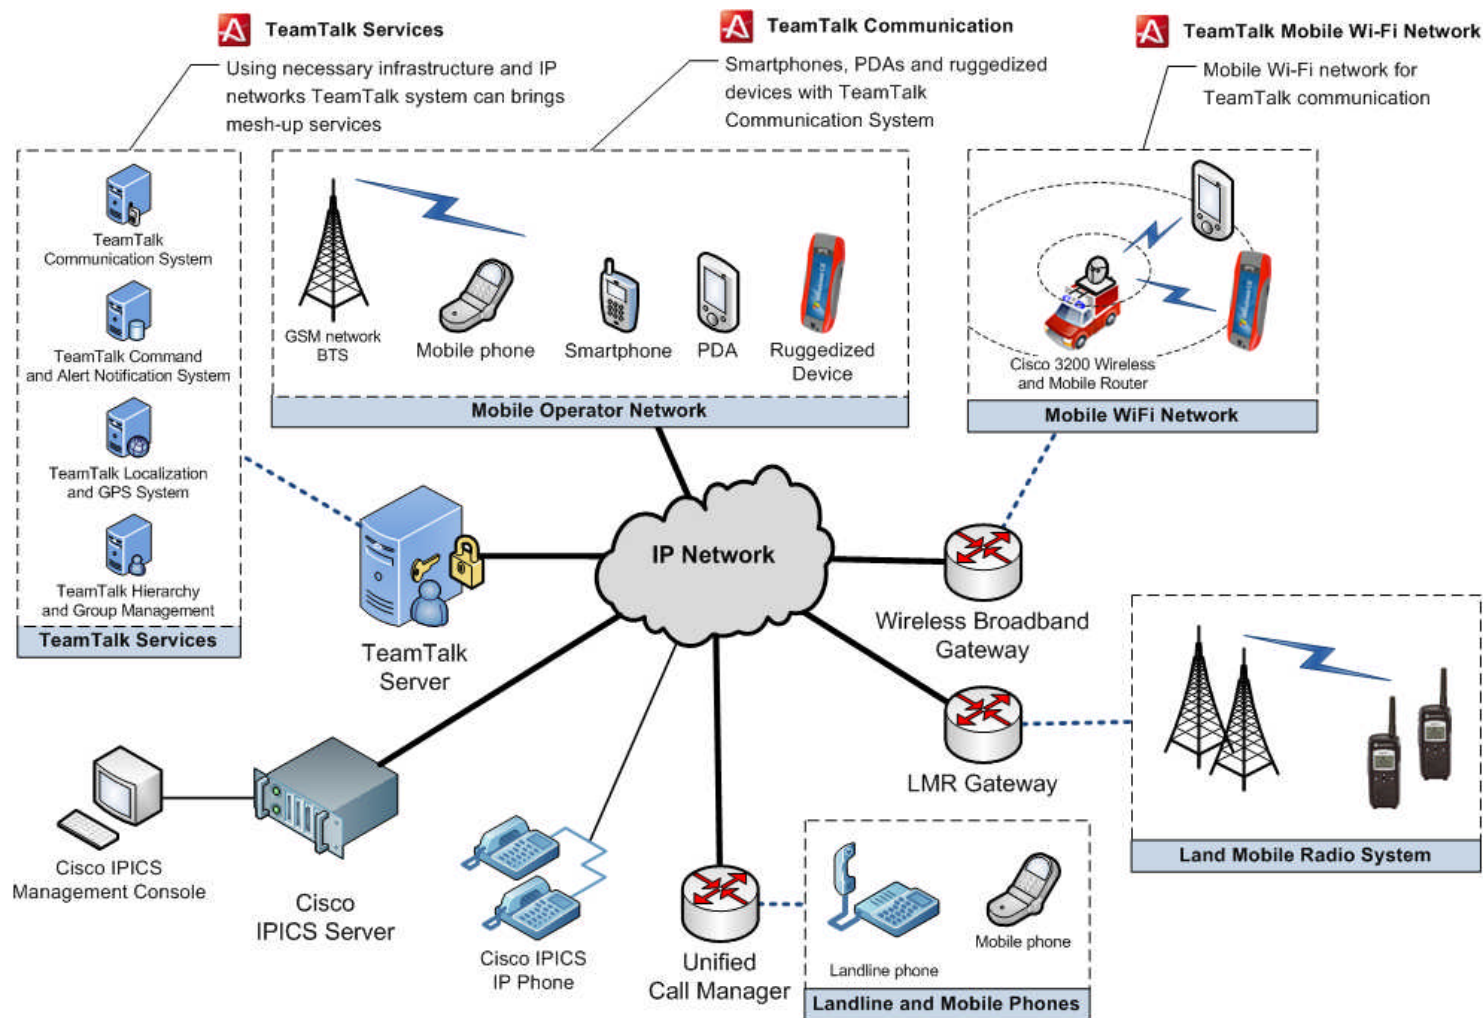 TeamTalk Services
Using necessary infrastructure and IP
networks TeamTalk system can brings
mesh-up services
TeamTalk Communication
Smartphones, PDAs and ruggedized
devices with TeamTalk
Communication System
TeamTalk Mobile Wi-Fi Network
Mobile Wi-Fi network for
TeamTalk communication
TeamTalk
Communication System
TeamTalk Command
and Alert Notification System
TeamTalk Localization
and GPS System
TeamTalk Hierarchy
and Group Management
TeamTalk Services
GSM network
BTS
Mobile phone
Smartphone
PDA
Ruggedized
Device
Mobile Operator Network
Cisco 3200 Wireless
and Mobile Router
Mobile WiFi Network
IP Network
TeamTalk
Server
Wireless Broadband
Gateway
LMR Gateway
Land Mobile Radio System
Cisco IPICS
Management Console
Cisco
IPICS Server
Cisco IPICS
IP Phone
Unified
Call Manager
Landline phone
Mobile phone
Landline and Mobile Phones